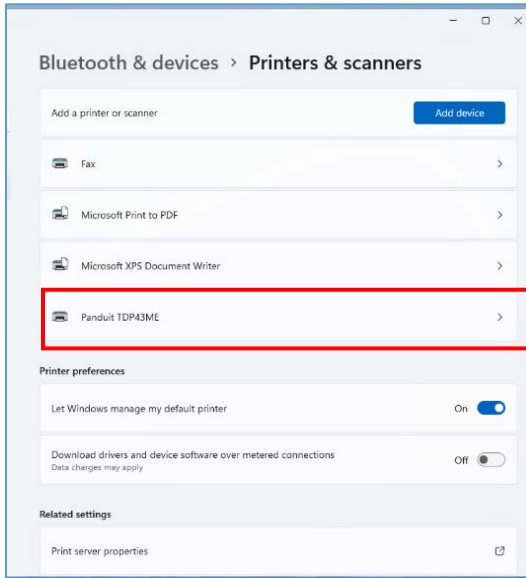 Bluetooth & devices > Printers & scanners
Add a printer or scanner
Add device
Fax
Microsoft Print to PDF
Microsoft XPS Document Writer
Panduit TDP43ME
Printer preferences
Let Windows manage my default printer
On
Download drivers and device software over metered connections
Off
Data charges may apply
Related settings
Print server properties